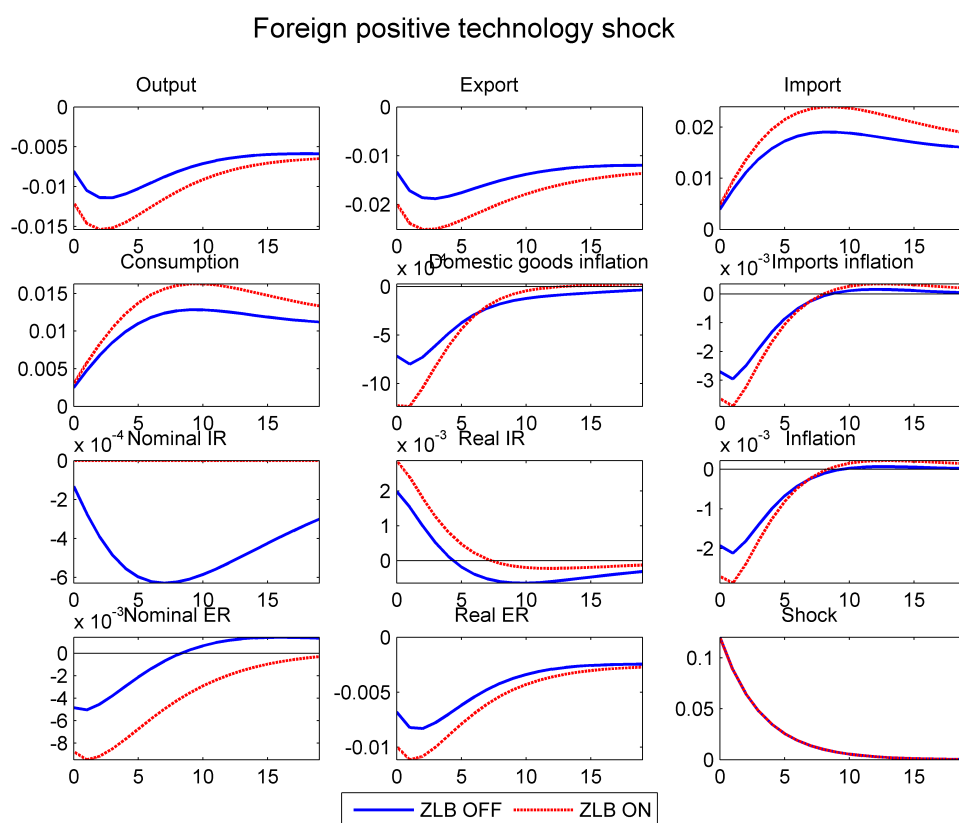 Foreign positive technology shock
Output Export Import
0 -0.005 -0.01 -0.015
0 5 10 15
0 -0.01 -0.02
0 5 10 15
0.02 0.01 0
0 5 10 15
Consumption x 10^-4 Domestic goods inflation x 10^-3 Imports inflation
0.015 0.01 0.005 0
0 5 10 15
0 -5 -10
0 5 10 15
0 -1 -2 -3
0 5 10 15
x 10^-4 Nominal IR x 10^-3 Real IR x 10^-3 Inflation
0 -2 -4 -6
0 5 10 15
2 1 0
0 5 10 15
0 -1 -2
0 5 10 15
x 10^-3 Nominal ER Real ER Shock
0 -2 -4 -6 -8
0 5 10 15
0 -0.005 -0.01
0 5 10 15
0.1 0.05 0
0 5 10 15
ZLB OFF ZLB ON